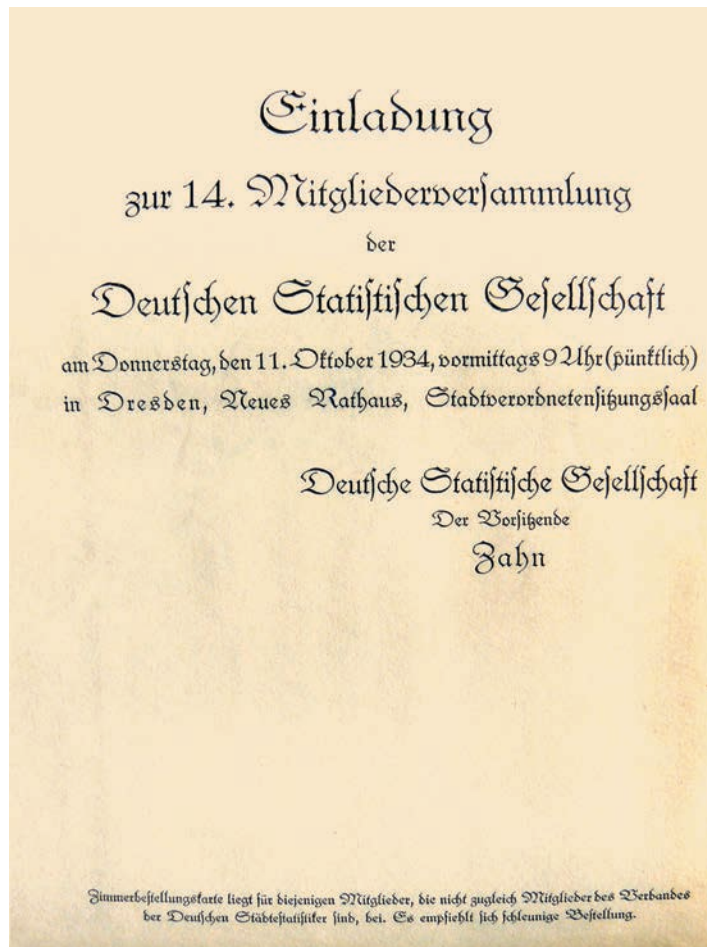 Einladung
zur 14. Mitgliederversammlung
der
Deutschen Statistischen Gesellschaft
am Donnerstag, den 11. Oktober 1934, vormittags 9 Uhr (pünktlich)
in Dresden, Neues Rathaus, Stadtverordnetensitzungssaal
Deutsche Statistische Gesellschaft
Der Vorsitzende
Zahn
Zimmerbestellungskarte liegt für diejenigen Mitglieder, die nicht zugleich Mitglieder des Verbandes
der Deutschen Städtestatistiker sind, bei. Es empfiehlt sich schleunige Bestellung.